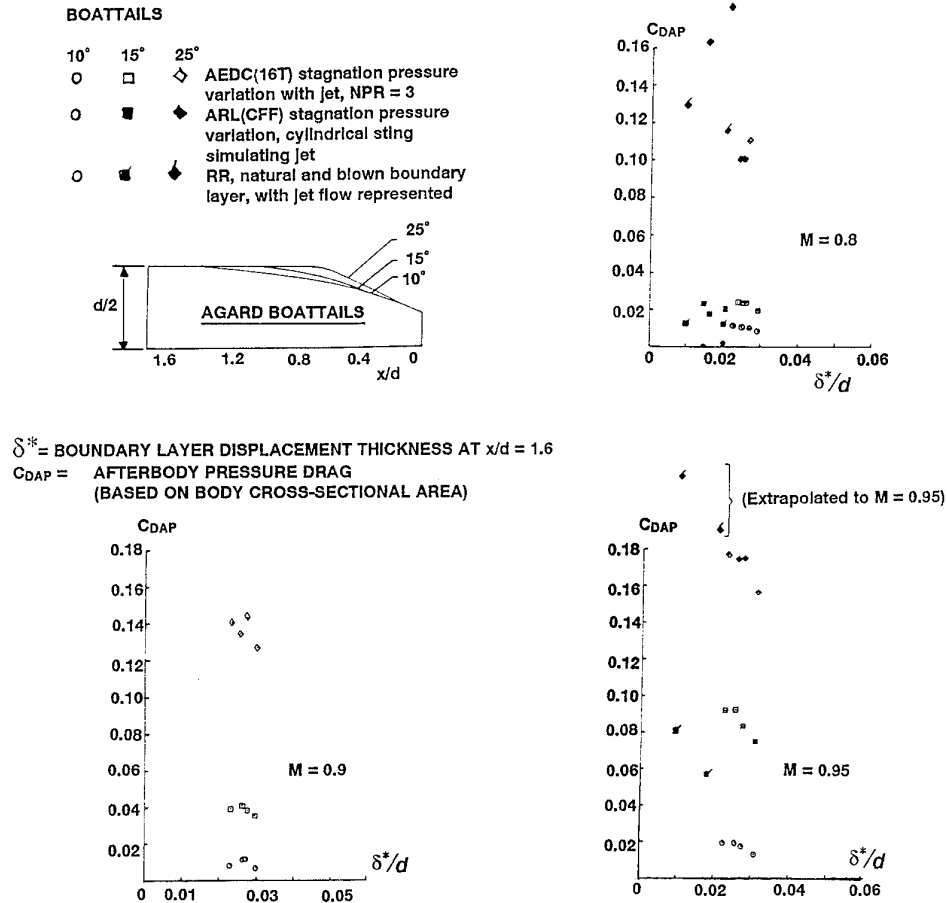 BOATTAILS
10° 15° 25°
AEDC(16T) stagnation pressure
variation with jet, NPR = 3
ARL(CFF) stagnation pressure
variation, cylindrical sting
simulating jet
RR, natural and blown boundary
layer, with jet flow represented
25°
15°
10°
d/2
AGARD BOATTAILS
1.6 1.2 0.8 0.4 0
x/d
CDAP
0.16
0.14
0.12
0.10
0.08
0.06
0.04
0.02
M = 0.8
0 0.02 0.04 0.06
δ*/d
δ*= BOUNDARY LAYER DISPLACEMENT THICKNESS AT x/d = 1.6
CDAP = AFTERBODY PRESSURE DRAG
(BASED ON BODY CROSS-SECTIONAL AREA)
CDAP
0.18
0.16
0.14
0.12
0.10
0.08
0.06
0.04
0.02
M = 0.9
δ*/d
0 0.01 0.03 0.05
(Extrapolated to M = 0.95)
CDAP
0.18
0.16
0.14
0.12
0.10
0.08
0.06
0.04
0.02
M = 0.95
δ*/d
0 0.02 0.04 0.06